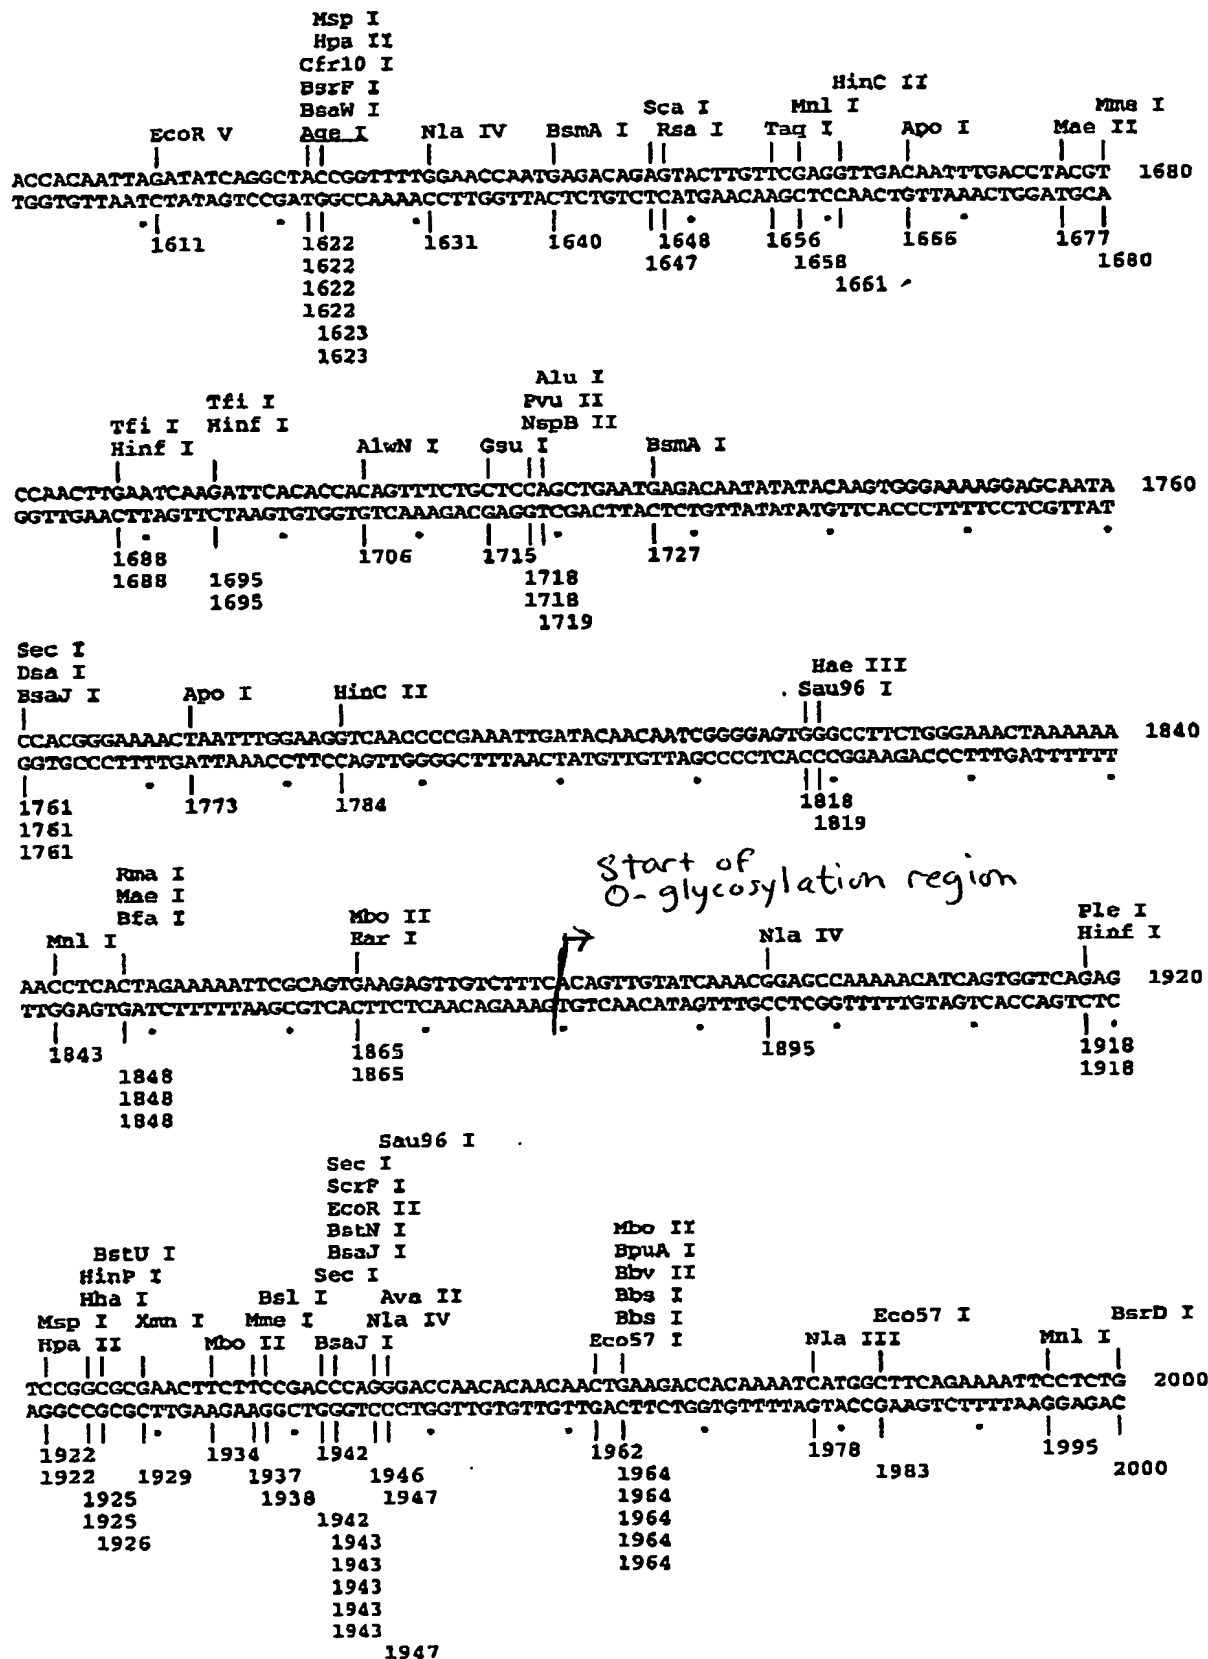 Msp I
Hpa II
Cfr10 I
BsrF I HinC II
BsaW I Sca I Mnl I Mme I
EcoR V Age I Nla IV BsmA I Rsa I Taq I Apo I Mae II
ACCACAATTAGATATCAGGCTACCGGTTTTGGAACCAATGAGACAGAGTACTTGTTCGAGGTTGACAATTTGACCTACGT 1680
TGGTGTTAATCTATAGTCCGATGGCCAAAACCTTGGTTACTCTGTCTCATGAACAAGCTCCAACTGTTAAACTGGATGCA
1611 1622 1631 1640 1648 1656 1666 1677
1622 1647 1658 1680
1622 1661
1622
1623
1623
Alu I
Tfi I Pvu II
Tfi I Hinf I NspB II
Hinf I AlwN I Gsu I BsmA I
CCAACTTGAATCAAGATTCACACCACAGTTTCTGCTCCAGCTGAATGAGACAATATATACAAGTGGGAAAAGGAGCAATA 1760
GGTTGAACTTAGTTCTAAGTGTGGTGTCAAAGACGAGGTCGACTTACTCTGTTATATATGTTCACCCTTTTCCTCGTTAT
1688 1706 1715 1727
1688 1695 1718
1695 1718
1719
Sec I
Dsa I Hae III
BsaJ I Apo I HinC II Sau96 I
CCACGGGAAAACTAATTTGGAAGGTCAACCCCGAAATTGATACAACAATCGGGGAGTGGGCCTTCTGGGAAACTAAAAAA 1840
GGTGCCCTTTTGATTAAACCTTCCAGTTGGGGCTTTAACTATGTTGTTAGCCCCTCACCCGGAAGACCCTTTGATTTTTT
1761 1773 1784 1818
1761 1819
1761
start of
O-glycosylation region
Rma I
Mae I Mbo II Ple I
Bfa I Ear I Hinf I
Mnl I Nla IV
AACCTCACTAGAAAAATTCGCAGTGAAGAGTTGTCTTTCACAGTTGTATCAAACGGAGCCAAAAACATCAGTGGTCAGAG 1920
TTGGAGTGATCTTTTTAAGCGTCACTTCTCAACAGAAAGTGTCAACATAGTTTGCCTCGGTTTTTGTAGTCACCAGTCTC
1843 1865 1895 1918
1848 1865 1918
1848
1848
Sau96 I
Sec I
ScrF I
EcoR II Mbo II
BstN I BpuA I
BstU I BsaJ I Bbv II
HinP I Sec I Bbs I
Hha I Bsl I Ava II Bbs I Eco57 I BsrD I
Msp I Xmn I Mme I Nla IV Eco57 I Nla III Mnl I
Hpa II Mbo II BsaJ I
TCCGGCGCGAACTTCTTCCGACCCAGGGACCAACACAACAACTGAAGACCACAAAATCATGGCTTCAGAAAATTCCTCTG 2000
AGGCCGCGCTTGAAGAAGGCTGGGTCCCTGGTTGTGTTGTTGACTTCTGGTGTTTTAGTACCGAAGTCTTTTAAGGAGAC
1922 1934 1942 1962 1978 1995
1922 1929 1937 1946 1964 1983 2000
1925 1938 1947 1964
1925 1942 1964
1926 1943 1964
1943 1964
1943
1943
1943
1947